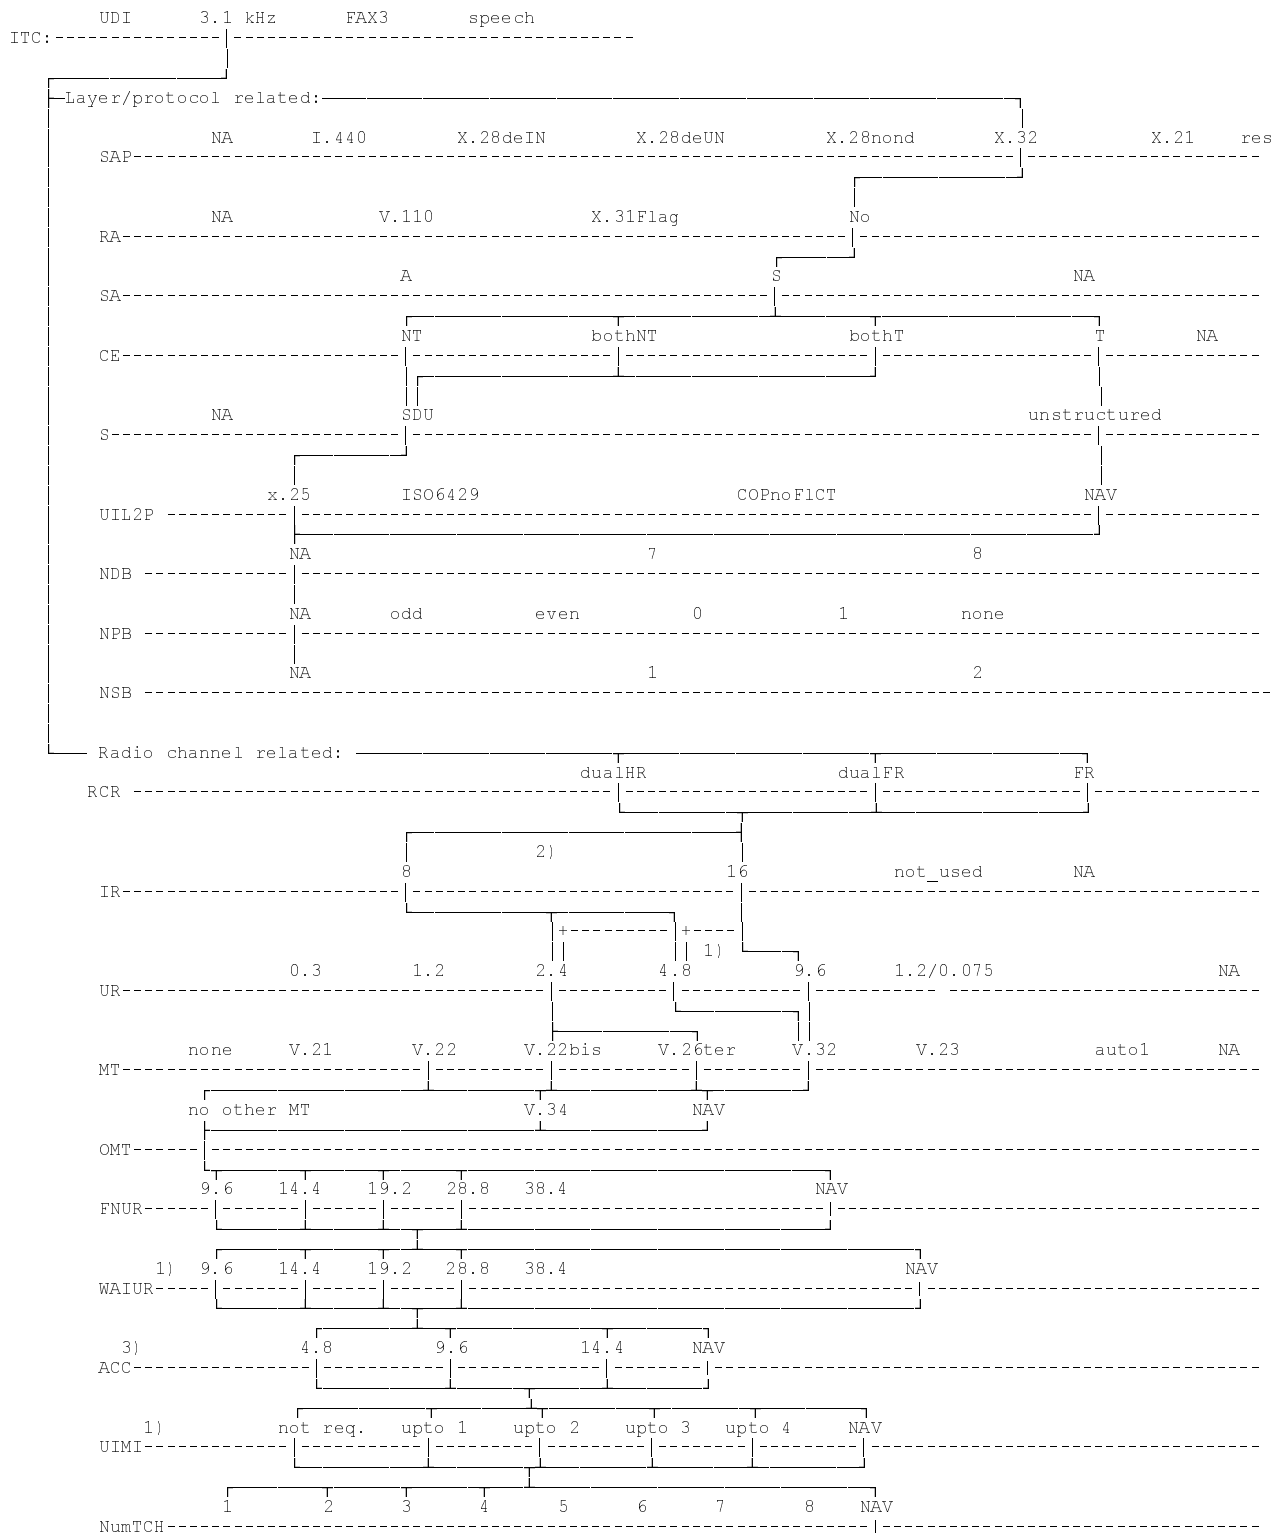 UDI 3.1 kHz FAX3 speech
ITC:
Layer/protocol related:
NA I.440 X.28deIN X.28deUN X.28nond X.32 X.21 res
SAP
NA V.110 X.31Flag No
RA
A S NA
SA
NT bothNT bothT T NA
CE
NA SDU unstructured
S
x.25 ISO6429 COPnoFlCT NAV
UIL2P
NA 7 8
NDB
NA odd even 0 1 none
NPB
NA 1 2
NSB
Radio channel related:
dualHR dualFR FR
RCR
2)
8 16 not_used NA
IR
1)
0.3 1.2 2.4 4.8 9.6 1.2/0.075 NA
UR
none V.21 V.22 V.22bis V.26ter V.32 V.23 auto1 NA
MT
no other MT V.34 NAV
OMT
9.6 14.4 19.2 28.8 38.4 NAV
FNUR
1) 9.6 14.4 19.2 28.8 38.4 NAV
WAIUR
3) 4.8 9.6 14.4 NAV
ACC
1) not req. upto 1 upto 2 upto 3 upto 4 NAV
UIMI
1 2 3 4 5 6 7 8 NAV
NumTCH